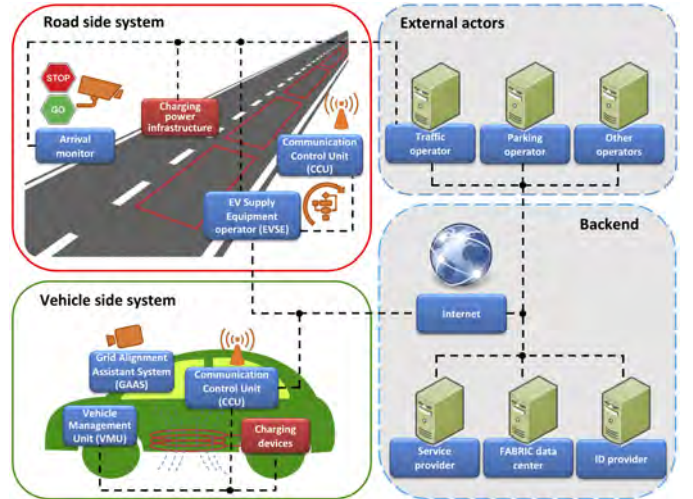 Road side system
STOP
GO
Arrival
monitor
Charging
power
infrastructure
Communication
Control Unit
(CCU)
EV Supply
Equipment
operator (EVSE)
External actors
Traffic
operator
Parking
operator
Other
operators
Vehicle side system
Grid Alignment
Assistant System
(GAAS)
Communication
Control Unit
(CCU)
Vehicle
Management
Unit (VMU)
Charging
devices
Backend
Internet
Service
provider
FABRIC data
center
ID provider